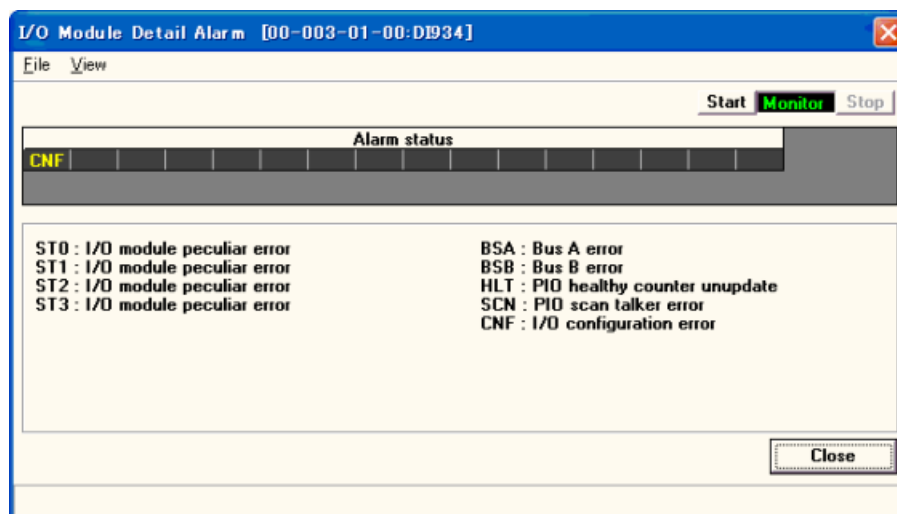 I/O Module Detail Alarm [00-003-01-00:DI934]
File View
Start Monitor Stop
Alarm status
CNF
ST0 : I/O module peculiar error
ST1 : I/O module peculiar error
ST2 : I/O module peculiar error
ST3 : I/O module peculiar error
BSA : Bus A error
BSB : Bus B error
HLT : PIO healthy counter unupdate
SCN : PIO scan talker error
CNF : I/O configuration error
Close